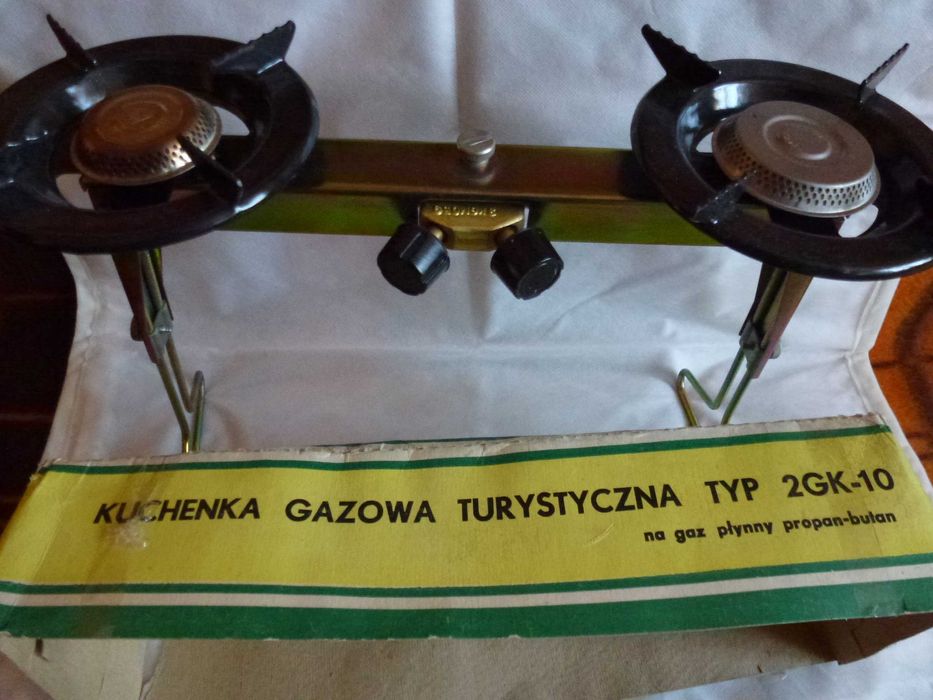 KUCHENKA GAZOWA TURYSTYCZNA TYP 2GK-10
na gaz płynny propan-butan